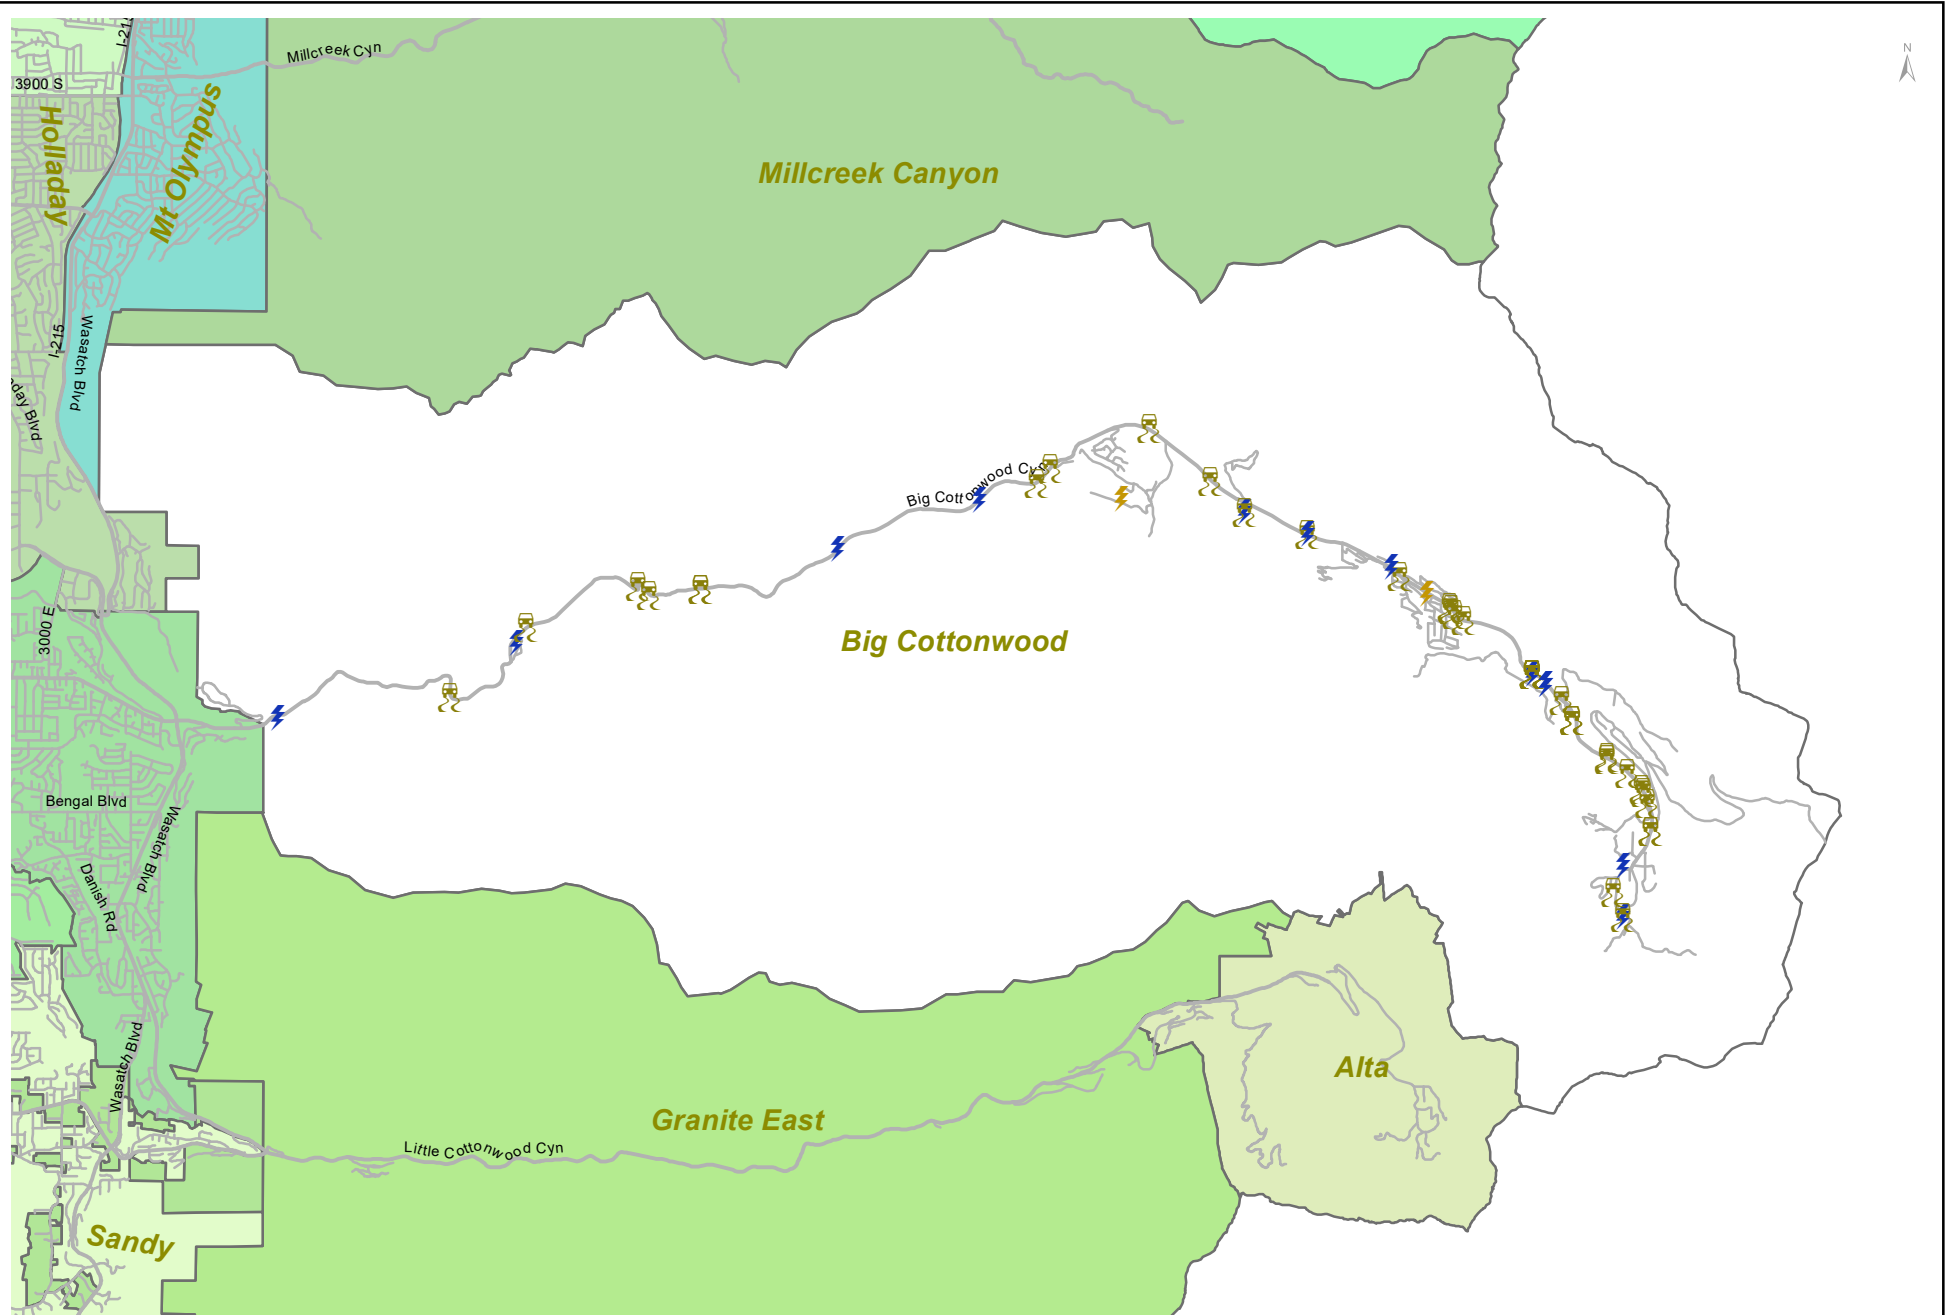 I-215
Millcreek Cyn
N
3900 S
Holladay
Mt Olympus
Millcreek Canyon
I-215
Wasatch Blvd
aday Blvd
Big Cottonwood Cyn
3000 E
Big Cottonwood
Bengal Blvd
Wasatch Blvd
Danish Rd
Wasatch Blvd
Alta
Granite East
Little Cottonwood Cyn
Sandy